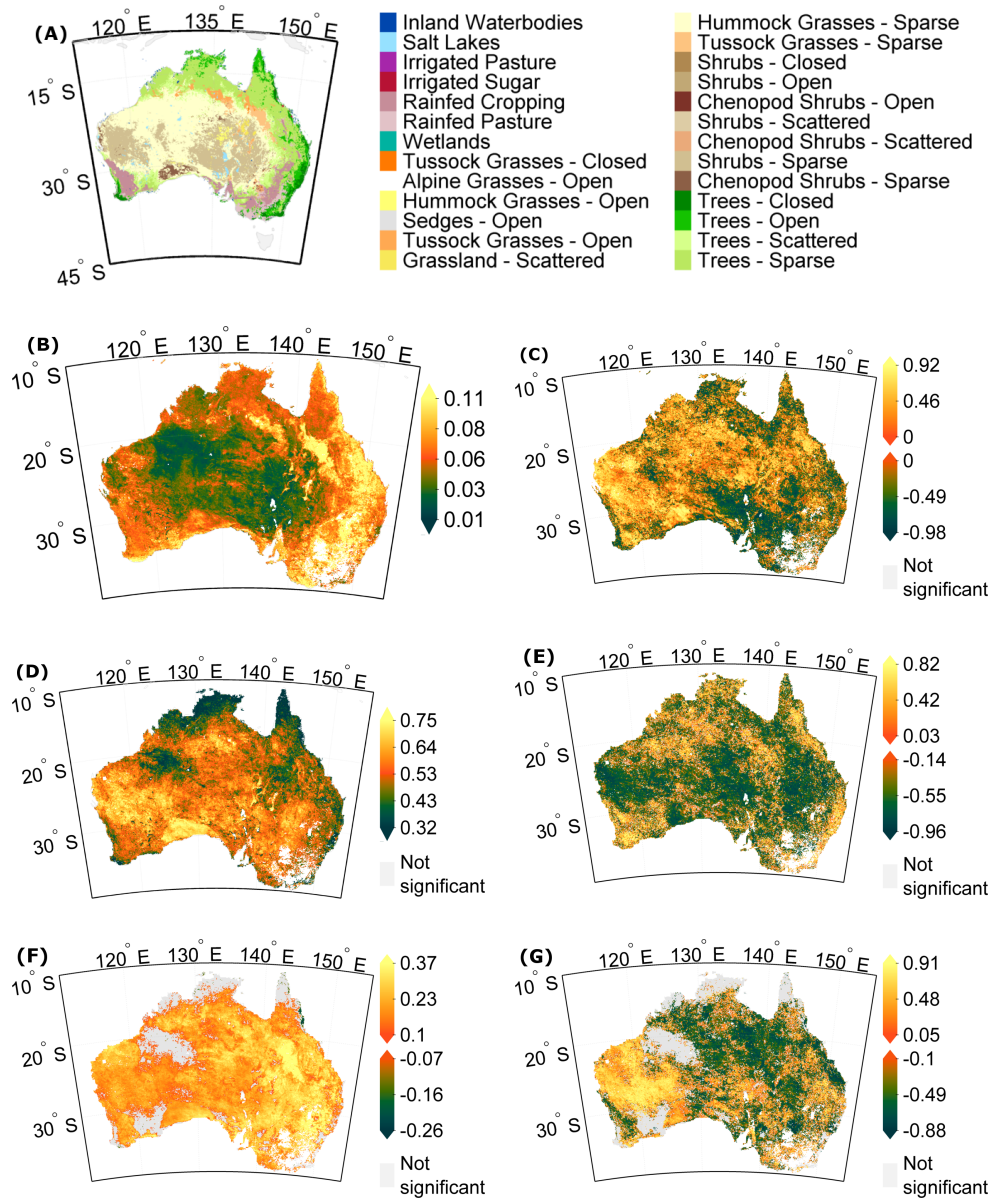 (A)
120° E 135° E 150° E
15° S
30° S
45° S
Inland Waterbodies
Salt Lakes
Irrigated Pasture
Irrigated Sugar
Rainfed Cropping
Rainfed Pasture
Wetlands
Tussock Grasses - Closed
Alpine Grasses - Open
Hummock Grasses - Open
Sedges - Open
Tussock Grasses - Open
Grassland - Scattered
Hummock Grasses - Sparse
Tussock Grasses - Sparse
Shrubs - Closed
Shrubs - Open
Chenopod Shrubs - Open
Shrubs - Scattered
Chenopod Shrubs - Scattered
Shrubs - Sparse
Chenopod Shrubs - Sparse
Trees - Closed
Trees - Open
Trees - Scattered
Trees - Sparse
(B)
120° E 130° E 140° E 150° E
10° S
20° S
30° S
0.11
0.08
0.06
0.03
0.01
(C)
120° E 130° E 140° E 150° E
10° S
20° S
30° S
0.92
0.46
0
0
-0.49
-0.98
Not
significant
(D)
120° E 130° E 140° E 150° E
10° S
20° S
30° S
0.75
0.64
0.53
0.43
0.32
Not
significant
(E)
120° E 130° E 140° E 150° E
10° S
20° S
30° S
0.82
0.42
0.03
-0.14
-0.55
-0.96
Not
significant
(F)
120° E 130° E 140° E 150° E
10° S
20° S
30° S
0.37
0.23
0.1
-0.07
-0.16
-0.26
Not
significant
(G)
120° E 130° E 140° E 150° E
10° S
20° S
30° S
0.91
0.48
0.05
-0.1
-0.49
-0.88
Not
significant